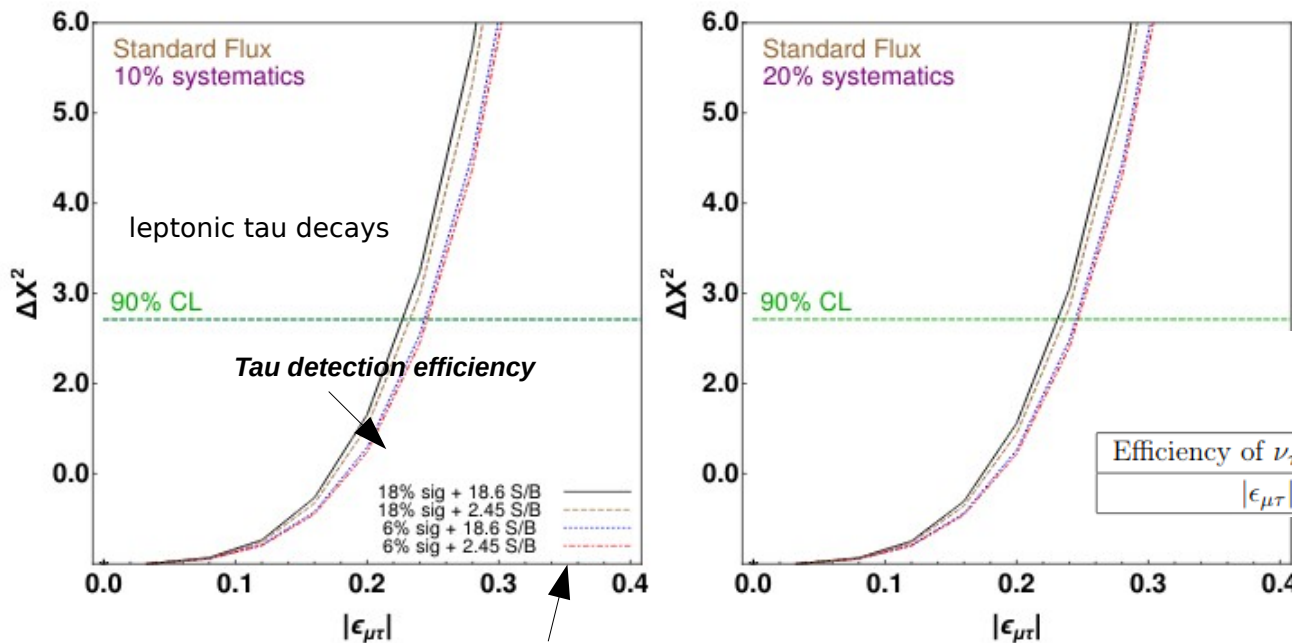 6.0
Standard Flux
10% systematics
5.0
4.0
leptonic tau decays
ΔX²
3.0
90% CL
Tau detection efficiency
2.0
0.0
18% sig + 18.6 S/B
18% sig + 2.45 S/B
6% sig + 18.6 S/B
6% sig + 2.45 S/B
0.0 0.1 0.2 0.3 0.4
|ϵμτ|
6.0
Standard Flux
20% systematics
5.0
4.0
ΔX²
3.0
90% CL
2.0
0.0
Efficiency of ντ
|ϵμτ|
0.0 0.1 0.2 0.3 0.4
|ϵμτ|